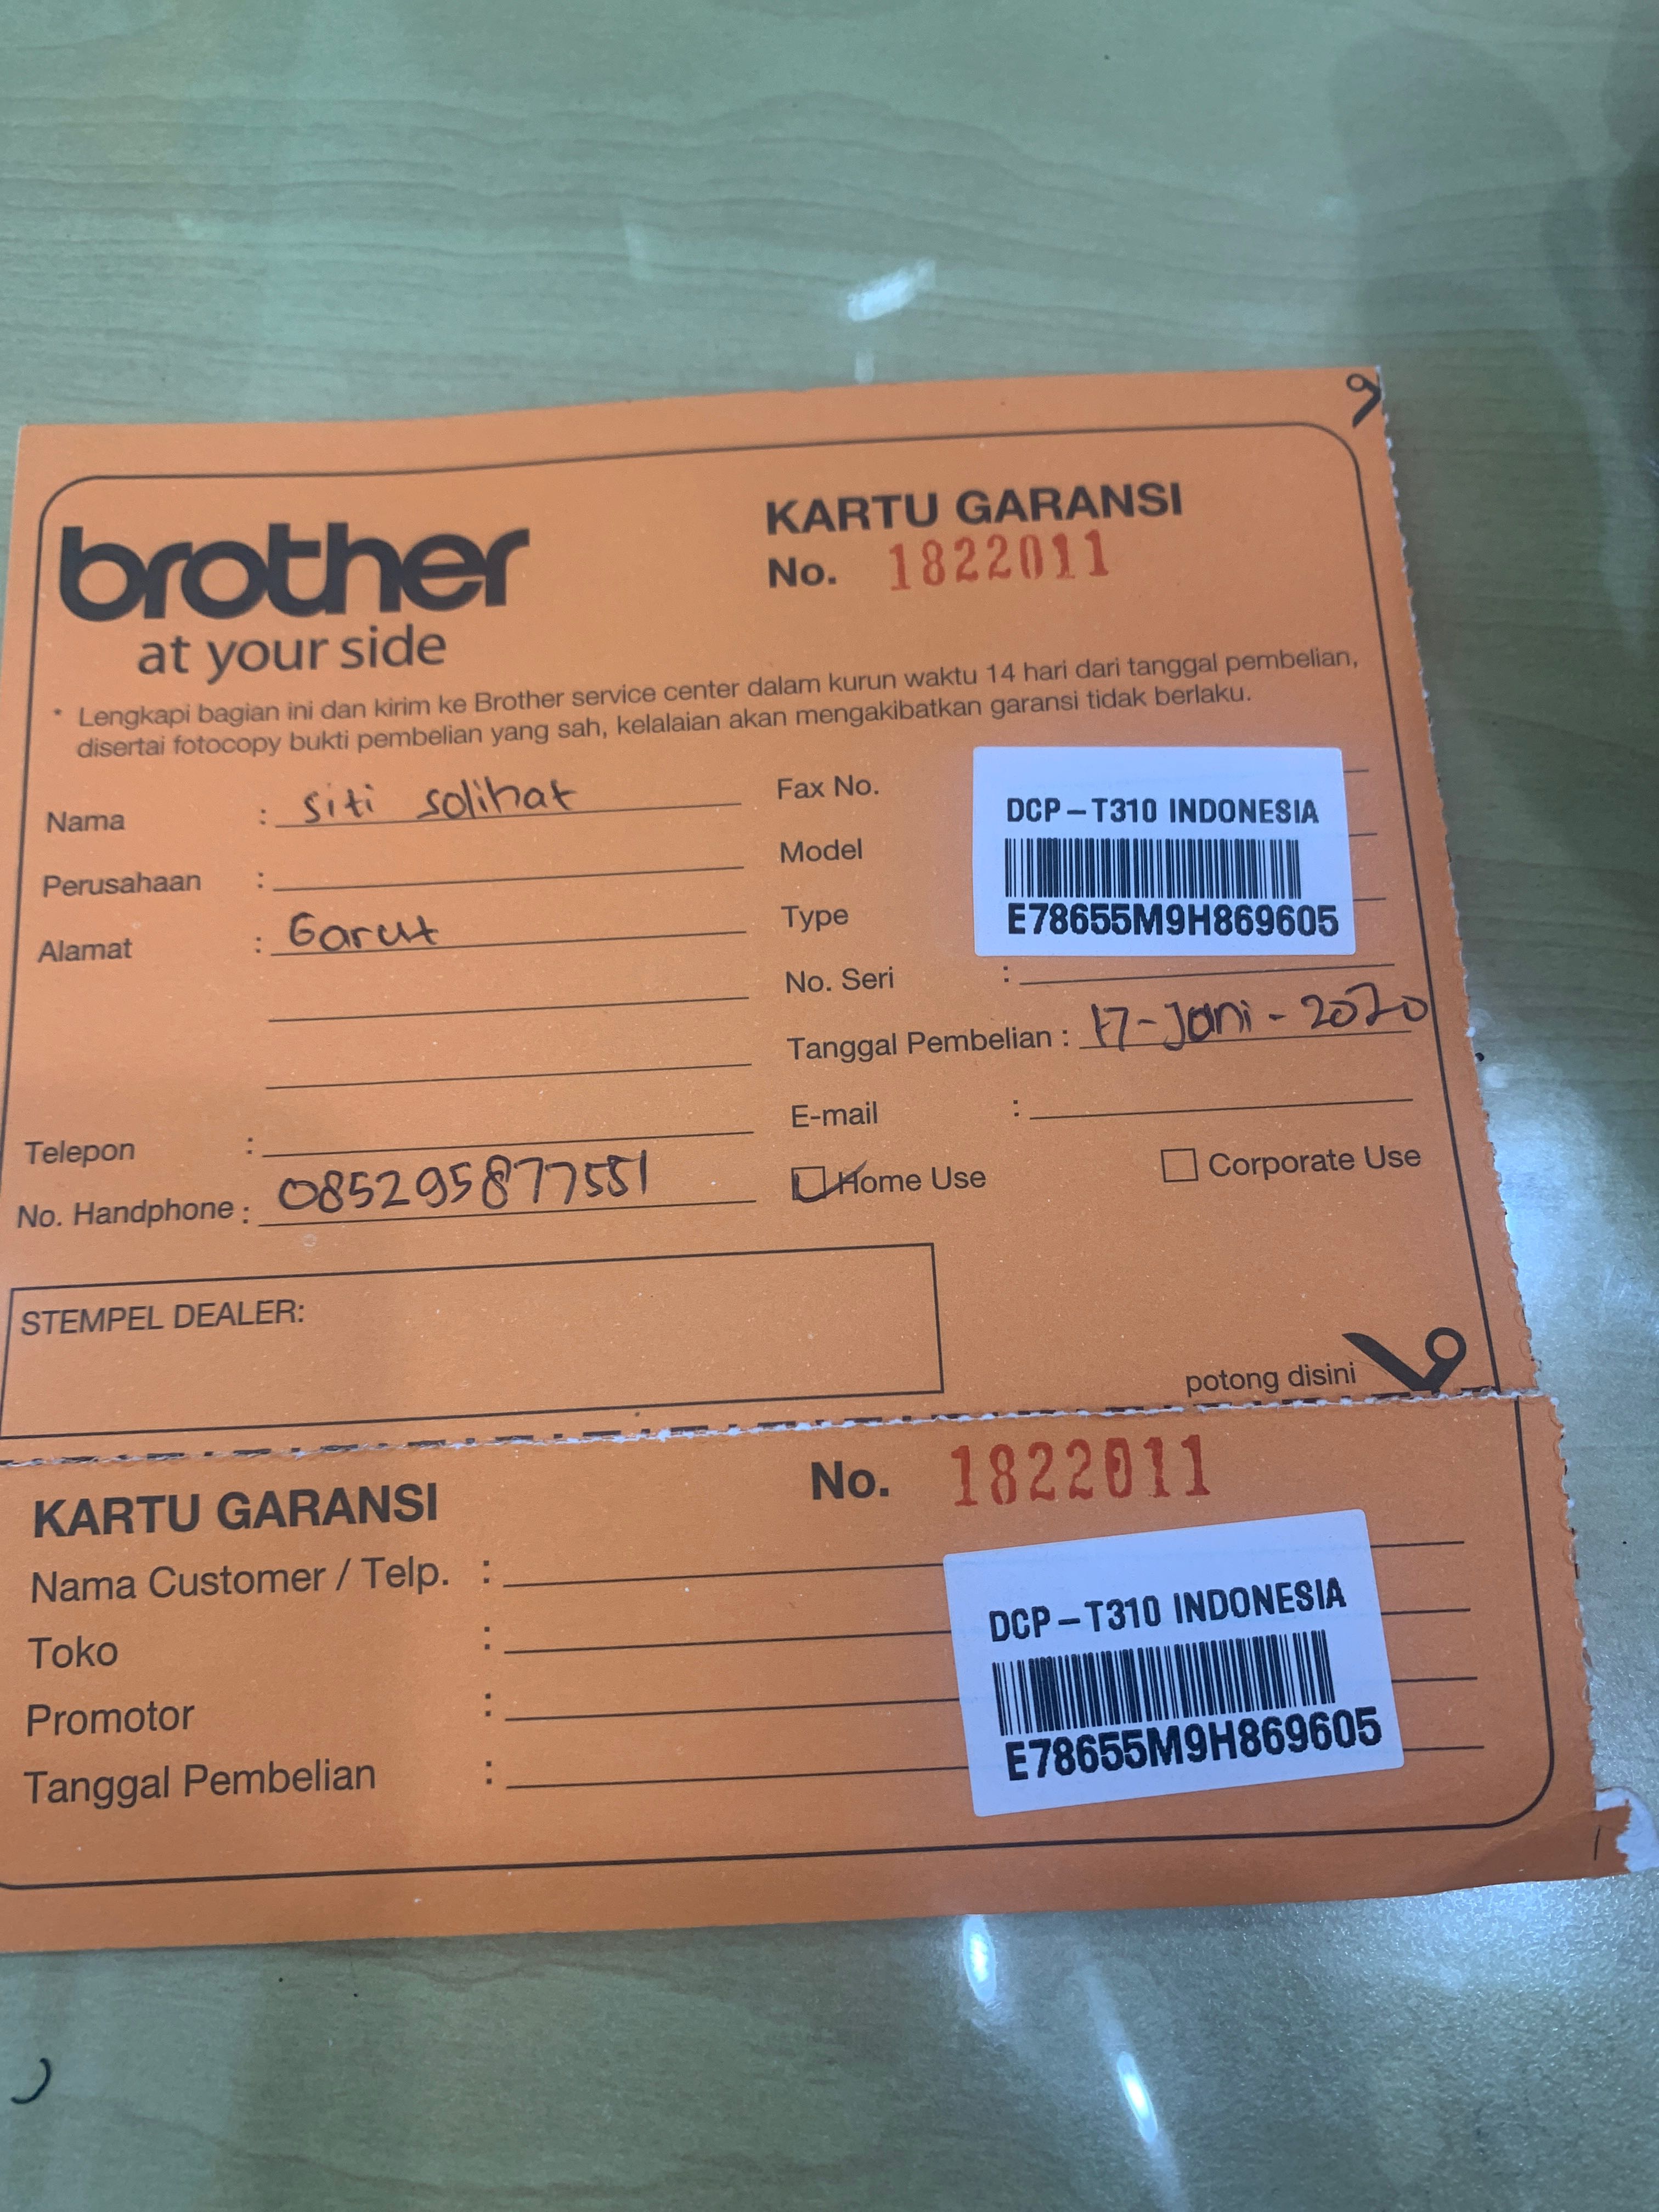 brother
at your side
KARTU GARANSI
No. 1822011
* Lengkapi bagian ini dan kirim ke Brother service center dalam kurun waktu 14 hari dari tanggal pembelian,
disertai fotocopy bukti pembelian yang sah, kelalaian akan mengakibatkan garansi tidak berlaku.
Nama : Siti Solihat
Perusahaan :
Alamat : Garut
Telepon :
No. Handphone : 085295877551
Fax No.
Model
Type
DCP-T310 INDONESIA
E78655M9H869605
No. Seri :
Tanggal Pembelian : 17-Jani-2020
E-mail :
Home Use Corporate Use
STEMPEL DEALER:
potong disini
KARTU GARANSI No. 1822011
Nama Customer / Telp. :
Toko :
Promotor :
Tanggal Pembelian :
DCP-T310 INDONESIA
E78655M9H869605